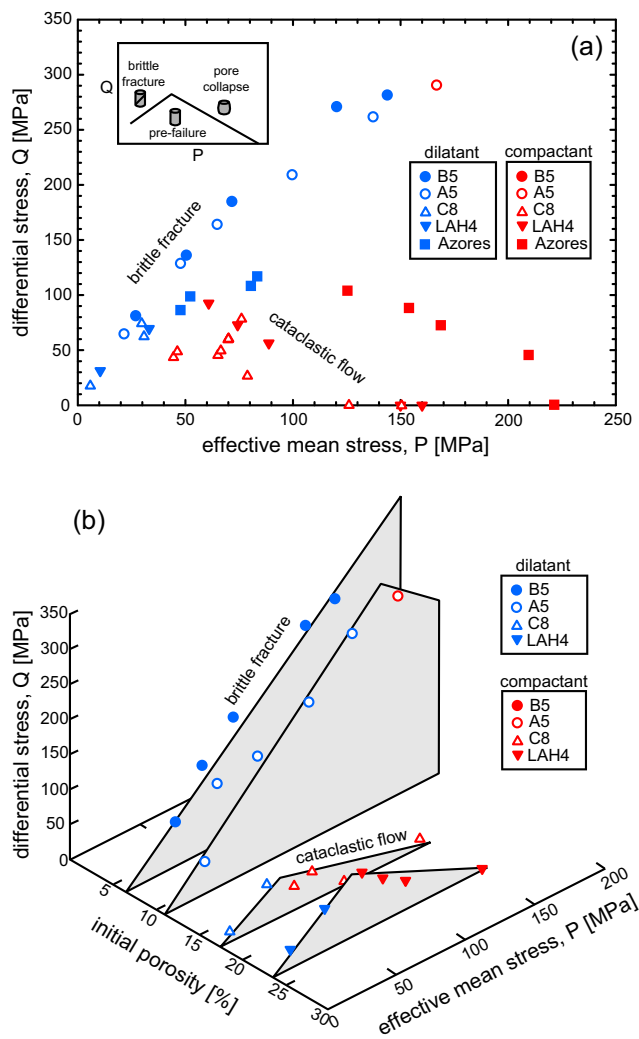 (a)
differential stress, Q [MPa]
350
300
250
200
150
100
50
0
brittle
fracture
pore
collapse
Q
pre-failure
P
dilatant
B5
A5
C8
LAH4
Azores
compactant
B5
A5
C8
LAH4
Azores
brittle fracture
cataclastic flow
0 50 100 150 200 250
effective mean stress, P [MPa]
(b)
differential stress, Q [MPa]
350
300
250
200
150
100
50
0
brittle fracture
cataclastic flow
dilatant
B5
A5
C8
LAH4
compactant
B5
A5
C8
LAH4
5
10
15
20
25
30
initial porosity [%]
0
50
100
150
200
effective mean stress, P [MPa]